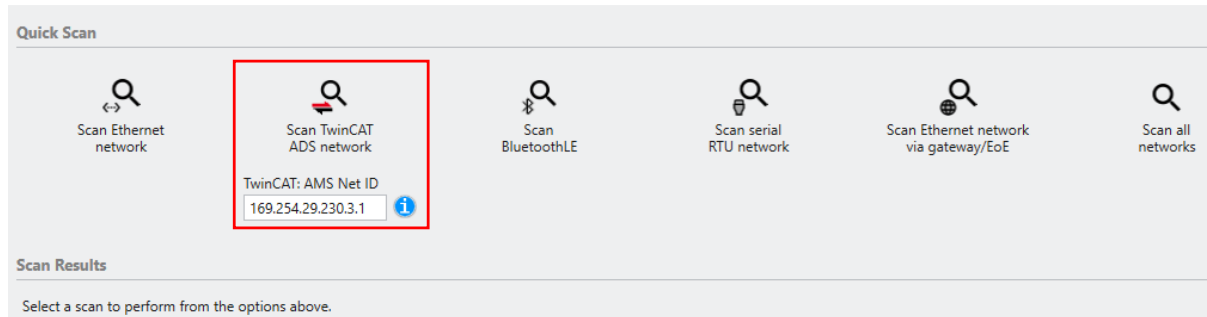 Quick Scan
Scan Ethernet
network
Scan TwinCAT
ADS network
TwinCAT: AMS Net ID
169.254.29.230.3.1
Scan
BluetoothLE
Scan serial
RTU network
Scan Ethernet network
via gateway/EoE
Scan all
networks
Scan Results
Select a scan to perform from the options above.